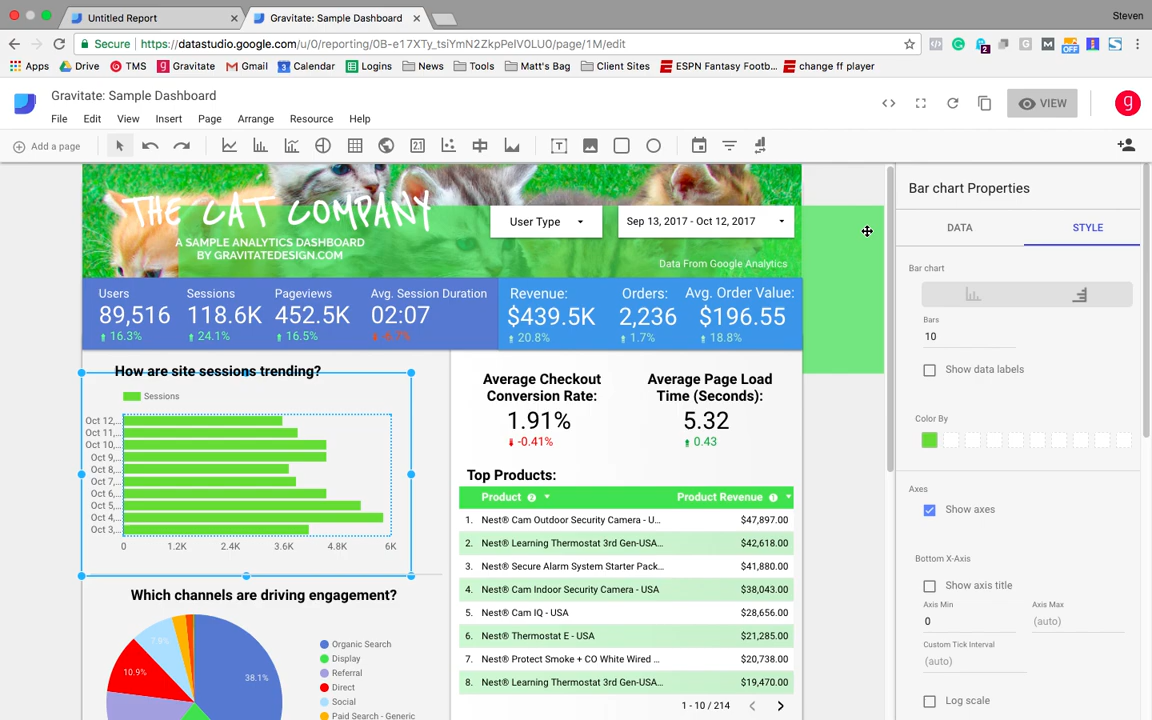 Untitled Report
Gravitate: Sample Dashboard
Steven
Secure
https://datastudio.google.com/u/0/reporting/0B-e17XTy_tsiYmN2ZkpPelV0LU0/page/1M/edit
2
OFF
Apps
Drive
TMS
Gravitate
Gmail
Calendar
Logins
News
Tools
Matt's Bag
Client Sites
ESPN Fantasy Footb...
change ff player
Gravitate: Sample Dashboard
File Edit View Insert Page Arrange Resource Help
VIEW
g
Add a page
THE CAT COMPANY
A SAMPLE ANALYTICS DASHBOARD
BY GRAVITATEDESIGN.COM
User Type
Sep 13, 2017 - Oct 12, 2017
Data From Google Analytics
Users
89,516
16.3%
Sessions
118.6K
24.1%
Pageviews
452.5K
16.5%
Avg. Session Duration
02:07
Revenue:
$439.5K
20.8%
Orders:
2,236
1.7%
Avg. Order Value:
$196.55
18.8%
How are site sessions trending?
Sessions
Oct 12,...
Oct 11,...
Oct 10,...
Oct 9,...
Oct 8,...
Oct 7,...
Oct 6,...
Oct 5,...
Oct 4,...
Oct 3,...
0 1.2K 2.4K 3.6K 4.8K 6K
Which channels are driving engagement?
7.9%
10.9%
38.1%
Organic Search
Display
Referral
Direct
Social
Paid Search - Generic
Average Checkout
Conversion Rate:
1.91%
-0.41%
Average Page Load
Time (Seconds):
5.32
0.43
Top Products:
Product 2 Product Revenue 1
1. Nest® Cam Outdoor Security Camera - U... $47,897.00
2. Nest® Learning Thermostat 3rd Gen-USA... $42,618.00
3. Nest® Secure Alarm System Starter Pack... $41,880.00
4. Nest® Cam Indoor Security Camera - USA $38,043.00
5. Nest® Cam IQ - USA $28,656.00
6. Nest® Thermostat E - USA $21,285.00
7. Nest® Protect Smoke + CO White Wired ... $20,738.00
8. Nest® Learning Thermostat 3rd Gen-USA... $19,470.00
1 - 10 / 214
Bar chart Properties
DATA STYLE
Bar chart
Bars
10
Show data labels
Color By
Axes
Show axes
Bottom X-Axis
Show axis title
Axis Min Axis Max
0 (auto)
Custom Tick Interval
(auto)
Log scale